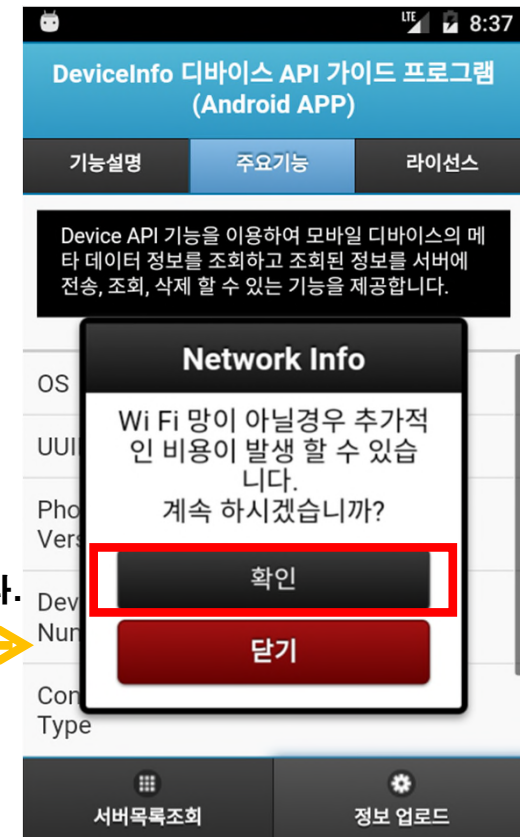 LTE 8:37
DeviceInfo 디바이스 API 가이드 프로그램
(Android APP)
기능설명 주요기능 라이선스
Device API 기능을 이용하여 모바일 디바이스의 메
타 데이터 정보를 조회하고 조회된 정보를 서버에
전송, 조회, 삭제 할 수 있는 기능을 제공합니다.
Network Info
OS
Wi Fi 망이 아닐경우 추가적
인 비용이 발생 할 수 있습
니다.
계속 하시겠습니까?
UUI
Pho
Vers
확인
Dev
Num
닫기
Con
Type
서버목록조회 정보 업로드